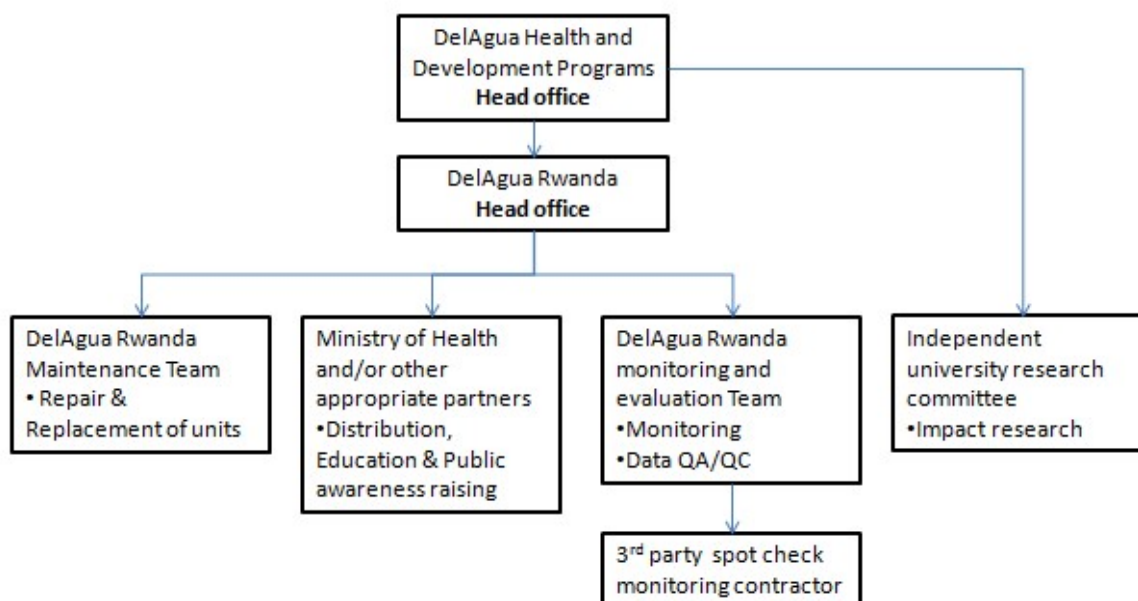 DelAgua Health and
Development Programs
Head office
DelAgua Rwanda
Head office
DelAgua Rwanda
Maintenance Team
• Repair &
Replacement of units
Ministry of Health
and/or other
appropriate partners
•Distribution,
Education & Public
awareness raising
DelAgua Rwanda
monitoring and
evaluation Team
•Monitoring
•Data QA/QC
Independent
university research
committee
•Impact research
3rd party spot check
monitoring contractor